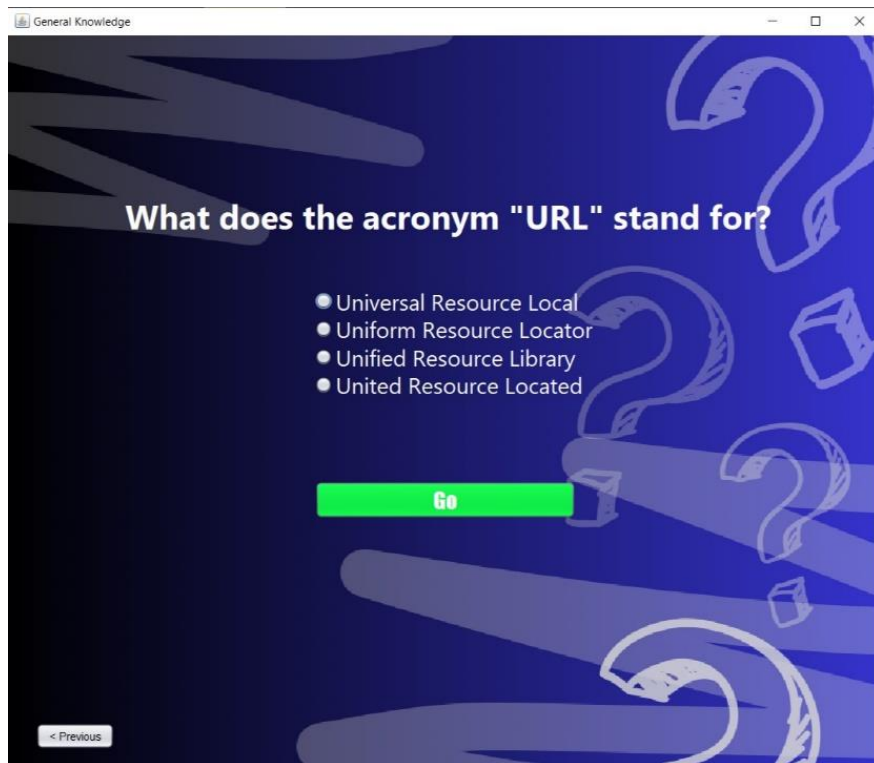 General Knowledge
What does the acronym "URL" stand for?
Universal Resource Local
Uniform Resource Locator
Unified Resource Library
United Resource Located
Go
< Previous